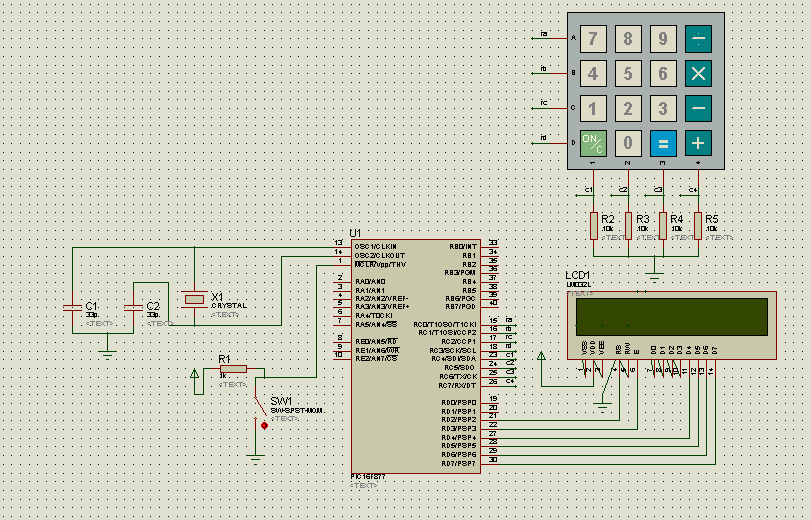 ra A 7 8 9 ÷
rb B 4 5 6 ×
rc C 1 2 3 −
rd D ON/C 0 = +
1 2 3 4
c1 c2 c3 c4
R2 R3 R4 R5
10k 10k 10k 10k
<TEXT> <TEXT> <TEXT> <TEXT>
U1
13 OSC1/CLKIN RB0/INT 33
14 OSC2/CLKOUT RB1 34
1 MCLR/Vpp/THV RB2 35
RB3/PGM 36
2 RA0/AN0 RB4 37
3 RA1/AN1 RB5 38
4 RA2/AN2/VREF- RB6/PGC 39
5 RA3/AN3/VREF+ RB7/PGD 40
6 RA4/T0CKI
7 RA5/AN4/SS RC0/T1OSO/T1CKI 15 ra
RC1/T1OSI/CCP2 16 rb
8 RE0/AN5/RD RC2/CCP1 17 rc
9 RE1/AN6/WR RC3/SCK/SCL 18 rd
10 RE2/AN7/CS RC4/SDI/SDA 23 c1
RC5/SDO 24 c2
RC6/TX/CK 25 c3
RC7/RX/DT 26 c4
RD0/PSP0 19
RD1/PSP1 20
RD2/PSP2 21
RD3/PSP3 22
RD4/PSP4 27
RD5/PSP5 28
RD6/PSP6 29
RD7/PSP7 30
PIC16F877
<TEXT>
C1
33p
<TEXT>
C2
33p
<TEXT>
X1
CRYSTAL
<TEXT>
R1
1k
<TEXT>
SW1
SW-SPST-MOM
<TEXT>
LCD1
LM032L
<TEXT>
VSS VDD VEE RS RW E D0 D1 D2 D3 D4 D5 D6 D7
1 2 3 4 5 6 7 8 9 10 11 12 13 14